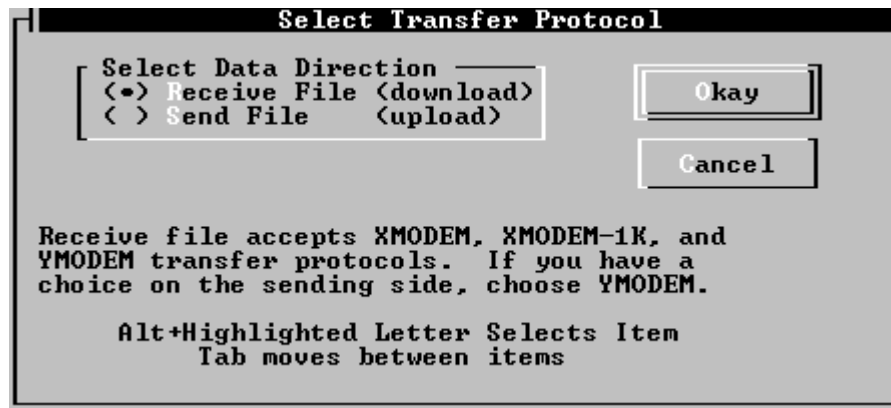 Select Transfer Protocol
Select Data Direction
(•) Receive File (download)
( ) Send File    (upload)
Okay
Cancel
Receive file accepts XMODEM, XMODEM-1K, and
YMODEM transfer protocols.  If you have a
choice on the sending side, choose YMODEM.
Alt+Highlighted Letter Selects Item
Tab moves between items